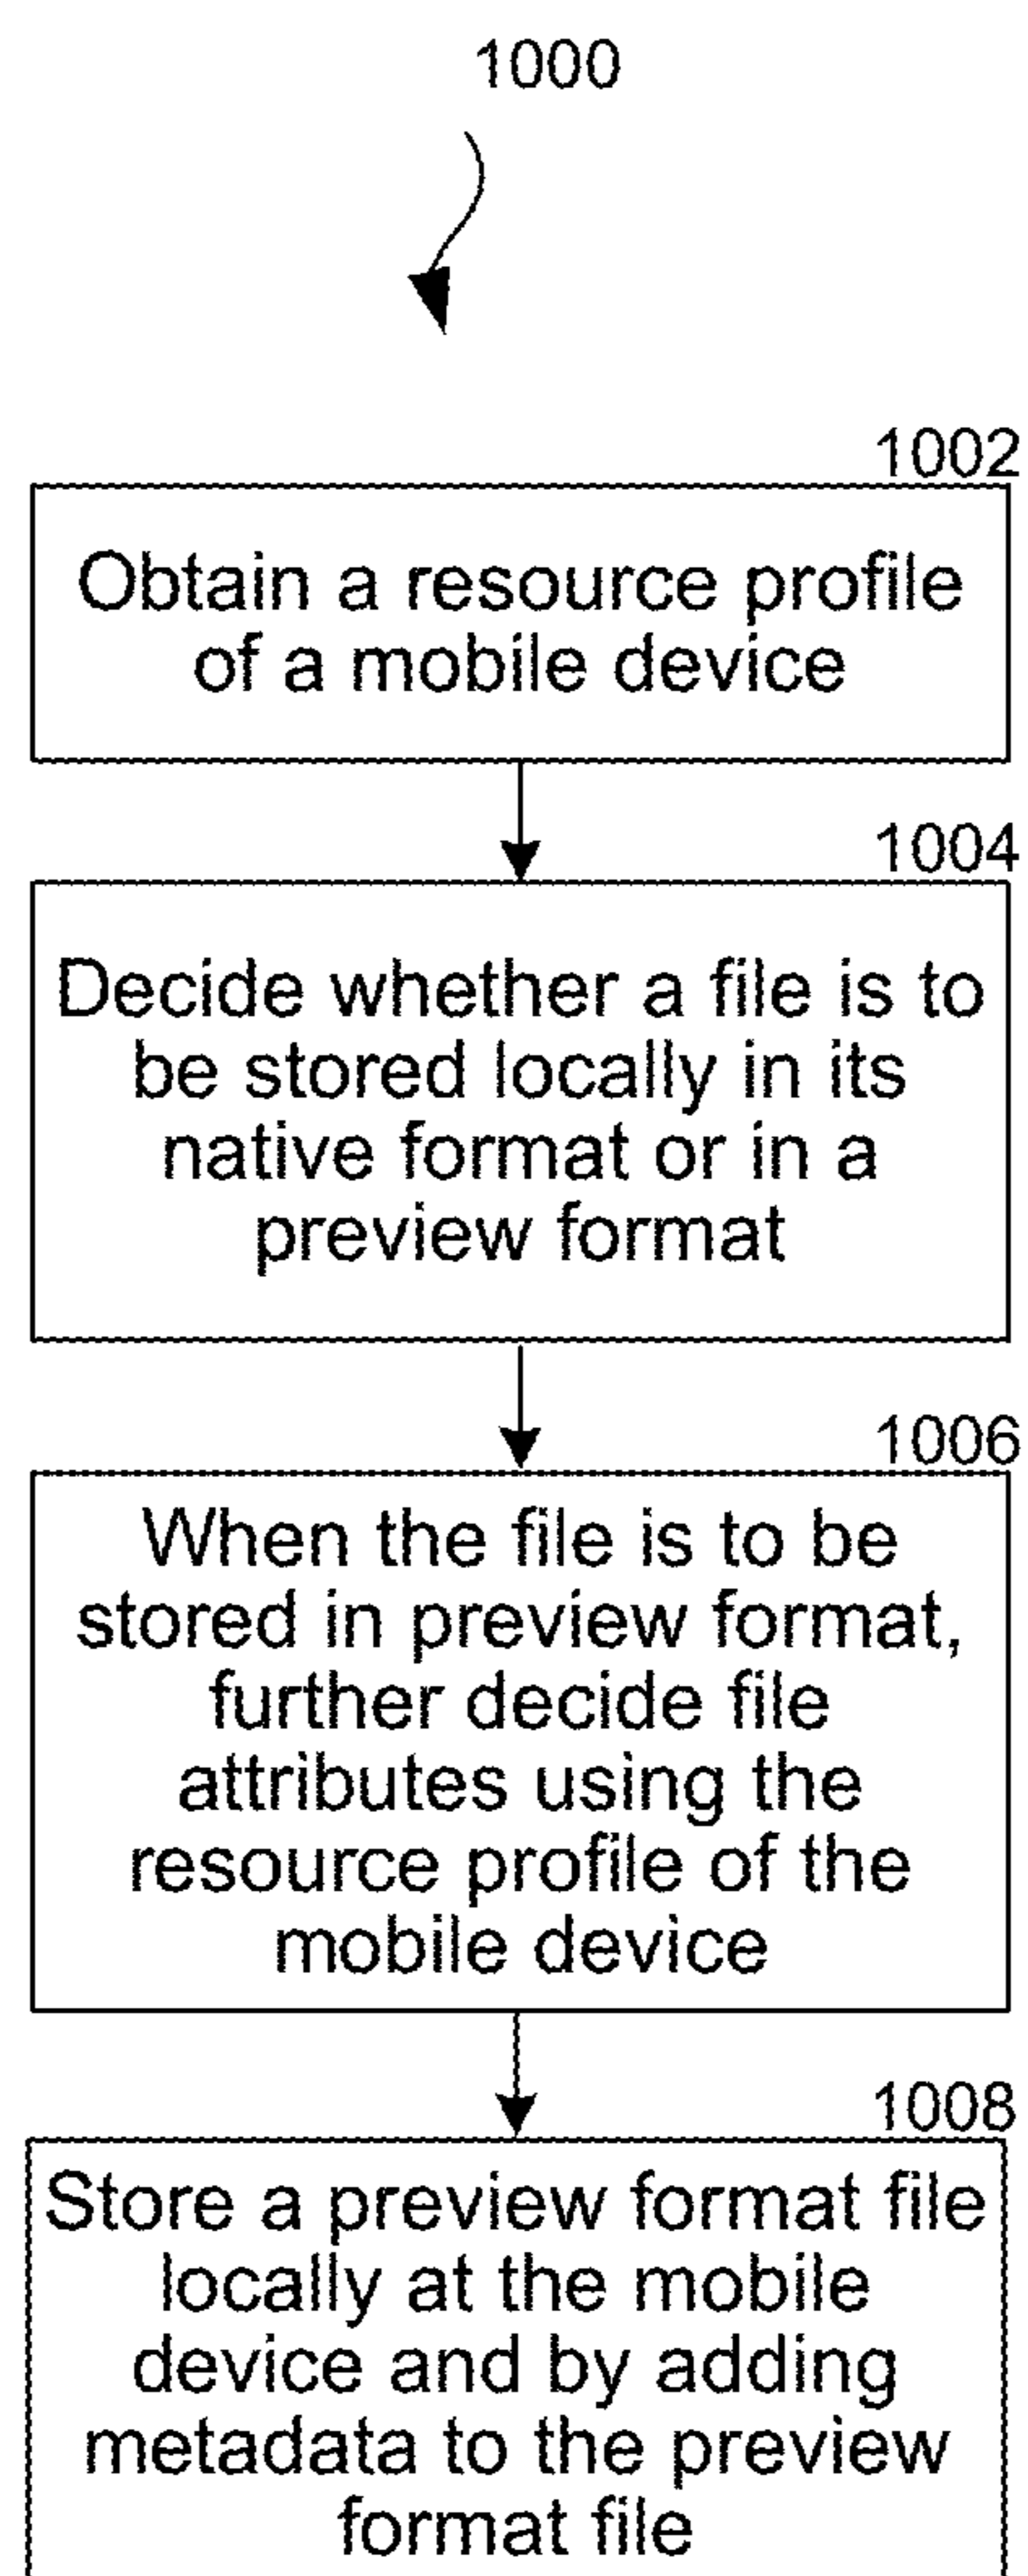 1000
1002
Obtain a resource profile
of a mobile device
1004
Decide whether a file is to
be stored locally in its
native format or in a
preview format
1006
When the file is to be
stored in preview format,
further decide file
attributes using the
resource profile of the
mobile device
1008
Store a preview format file
locally at the mobile
device and by adding
metadata to the preview
format file